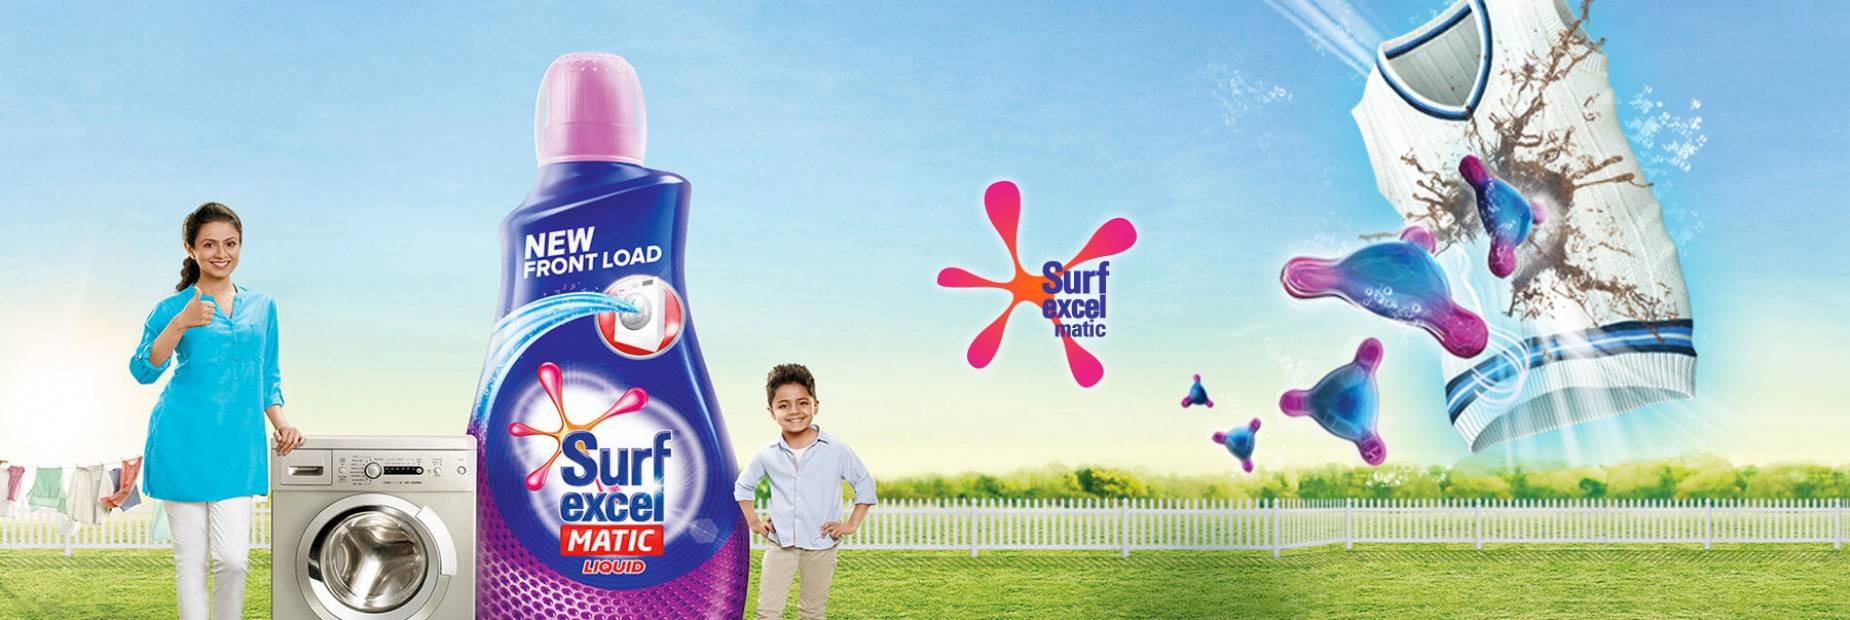 NEW
FRONT LOAD
Surf
excel
MATIC
LIQUID
Surf
excel
matic